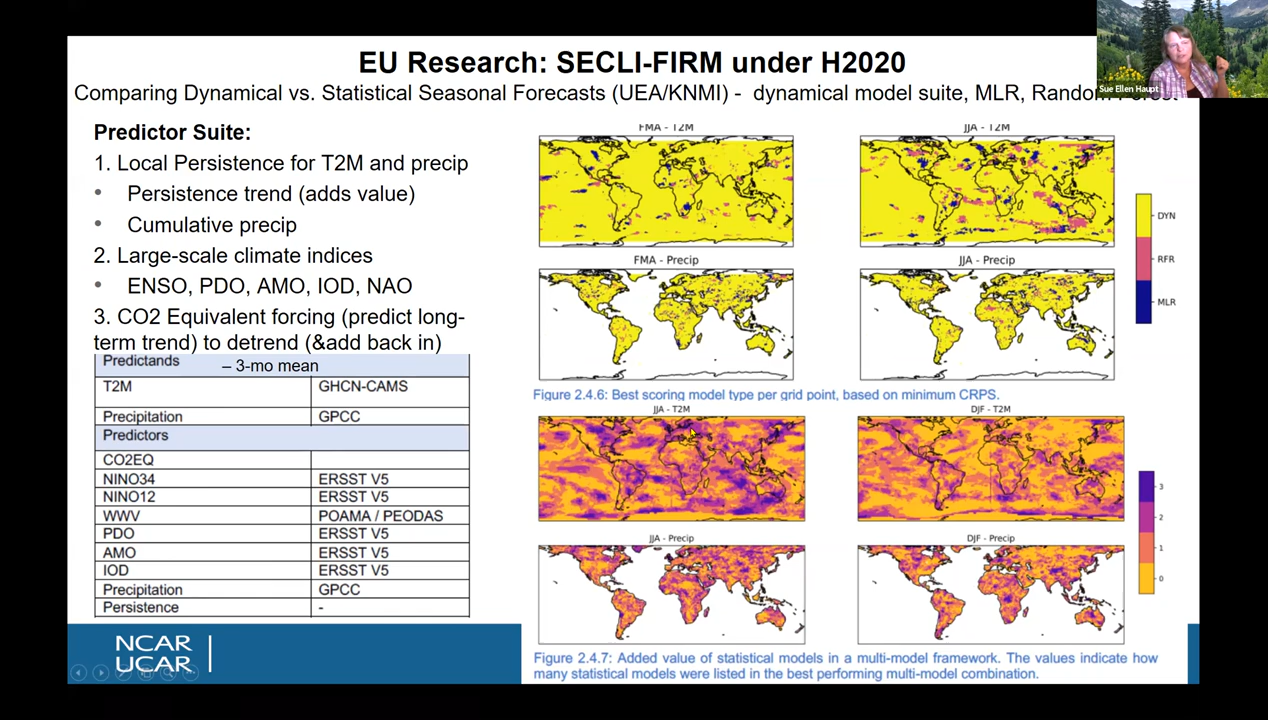 EU Research: SECLI-FIRM under H2020
Comparing Dynamical vs. Statistical Seasonal Forecasts (UEA/KNMI) - dynamical model suite, MLR, Random Forest
Sue Ellen Haupt
Predictor Suite:
1. Local Persistence for T2M and precip
• Persistence trend (adds value)
• Cumulative precip
2. Large-scale climate indices
• ENSO, PDO, AMO, IOD, NAO
3. CO2 Equivalent forcing (predict long-
term trend) to detrend (&add back in)
Predictands – 3-mo mean
T2M GHCN-CAMS
Precipitation GPCC
Predictors
CO2EQ
NINO34 ERSST V5
NINO12 ERSST V5
WWV POAMA / PEODAS
PDO ERSST V5
AMO ERSST V5
IOD ERSST V5
Precipitation GPCC
Persistence -
NCAR
UCAR
FMA - T2M JJA - T2M
FMA - Precip JJA - Precip
DYN
RFR
MLR
Figure 2.4.6: Best scoring model type per grid point, based on minimum CRPS.
JJA - T2M DJF - T2M
JJA - Precip DJF - Precip
3
2
1
0
Figure 2.4.7: Added value of statistical models in a multi-model framework. The values indicate how
many statistical models were listed in the best performing multi-model combination.